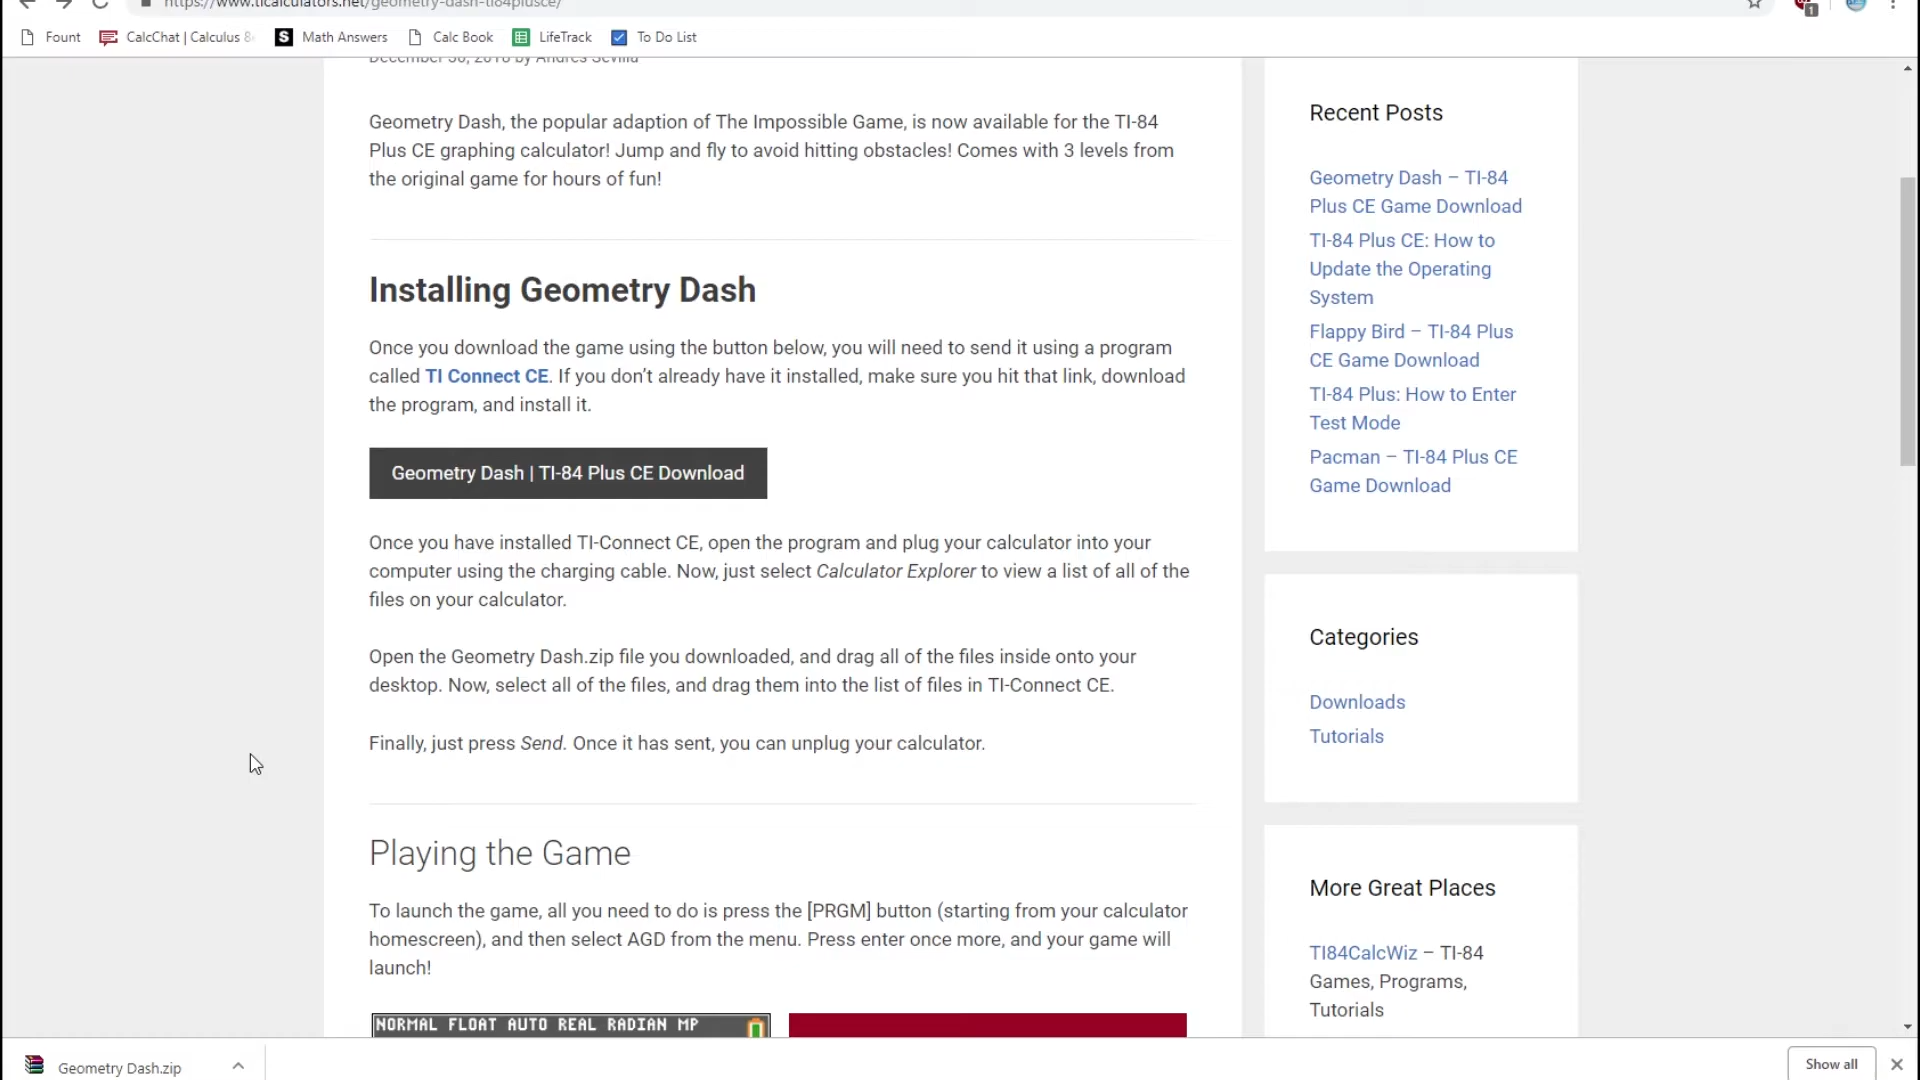 https://www.ticalculators.net/geometry-dash-ti84plusce/
1
Fount
CalcChat | Calculus 8
Math Answers
Calc Book
LifeTrack
To Do List
December 30, 2018 by Andres Sevilla
Geometry Dash, the popular adaption of The Impossible Game, is now available for the TI-84
Plus CE graphing calculator! Jump and fly to avoid hitting obstacles! Comes with 3 levels from
the original game for hours of fun!
Installing Geometry Dash
Once you download the game using the button below, you will need to send it using a program
called TI Connect CE. If you don’t already have it installed, make sure you hit that link, download
the program, and install it.
Geometry Dash | TI-84 Plus CE Download
Once you have installed TI-Connect CE, open the program and plug your calculator into your
computer using the charging cable. Now, just select Calculator Explorer to view a list of all of the
files on your calculator.
Open the Geometry Dash.zip file you downloaded, and drag all of the files inside onto your
desktop. Now, select all of the files, and drag them into the list of files in TI-Connect CE.
Finally, just press Send. Once it has sent, you can unplug your calculator.
Playing the Game
To launch the game, all you need to do is press the [PRGM] button (starting from your calculator
homescreen), and then select AGD from the menu. Press enter once more, and your game will
launch!
NORMAL FLOAT AUTO REAL RADIAN MP
Recent Posts
Geometry Dash – TI-84
Plus CE Game Download
TI-84 Plus CE: How to
Update the Operating
System
Flappy Bird – TI-84 Plus
CE Game Download
TI-84 Plus: How to Enter
Test Mode
Pacman – TI-84 Plus CE
Game Download
Categories
Downloads
Tutorials
More Great Places
TI84CalcWiz – TI-84
Games, Programs,
Tutorials
Geometry Dash.zip
Show all